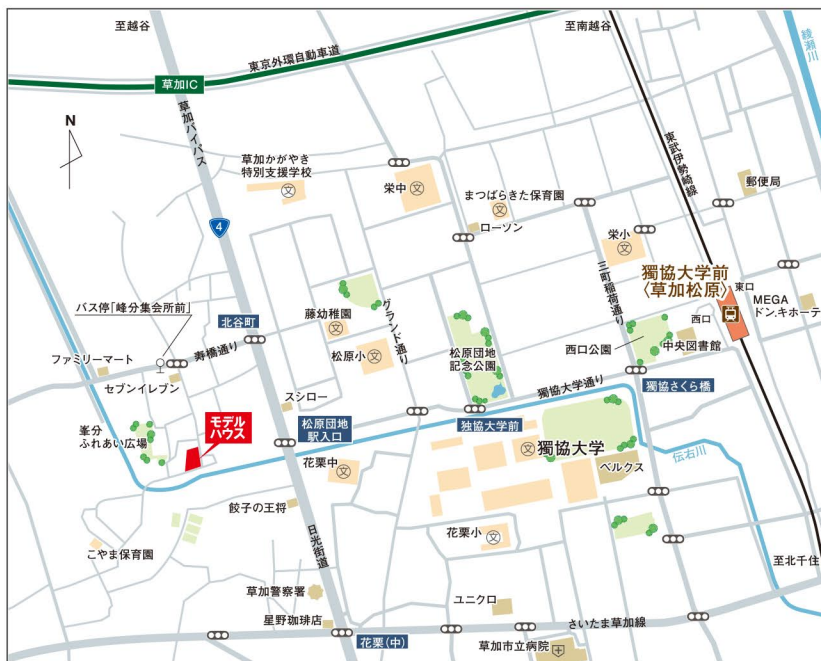 至越谷
東京外環自動車道
至南越谷
綾瀬川
草加IC
N
草加バイパス
草加かがやき
特別支援学校
文
栄中
文
まつばらきた保育園
文
ローソン
東武伊勢崎線
郵便局
4
栄小
文
三町稲荷通り
獨協大学前
〈草加松原〉
東口
西口
MEGA
ドン.キホーテ
バス停「峰分集会所前」
北谷町
藤幼稚園
文
グランド通り
松原小
文
松原団地
記念公園
西口公園
中央図書館
寿橋通り
ファミリーマート
セブンイレブン
スシロー
獨協大学通り
獨協さくら橋
峯分
ふれあい広場
モデル
ハウス
松原団地
駅入口
独協大学前
文
獨協大学
伝右川
花栗中
文
ベルクス
餃子の王将
日光街道
花栗小
文
こやま保育園
至北千住
草加警察署
ユニクロ
星野珈琲店
さいたま草加線
花栗(中)
草加市立病院